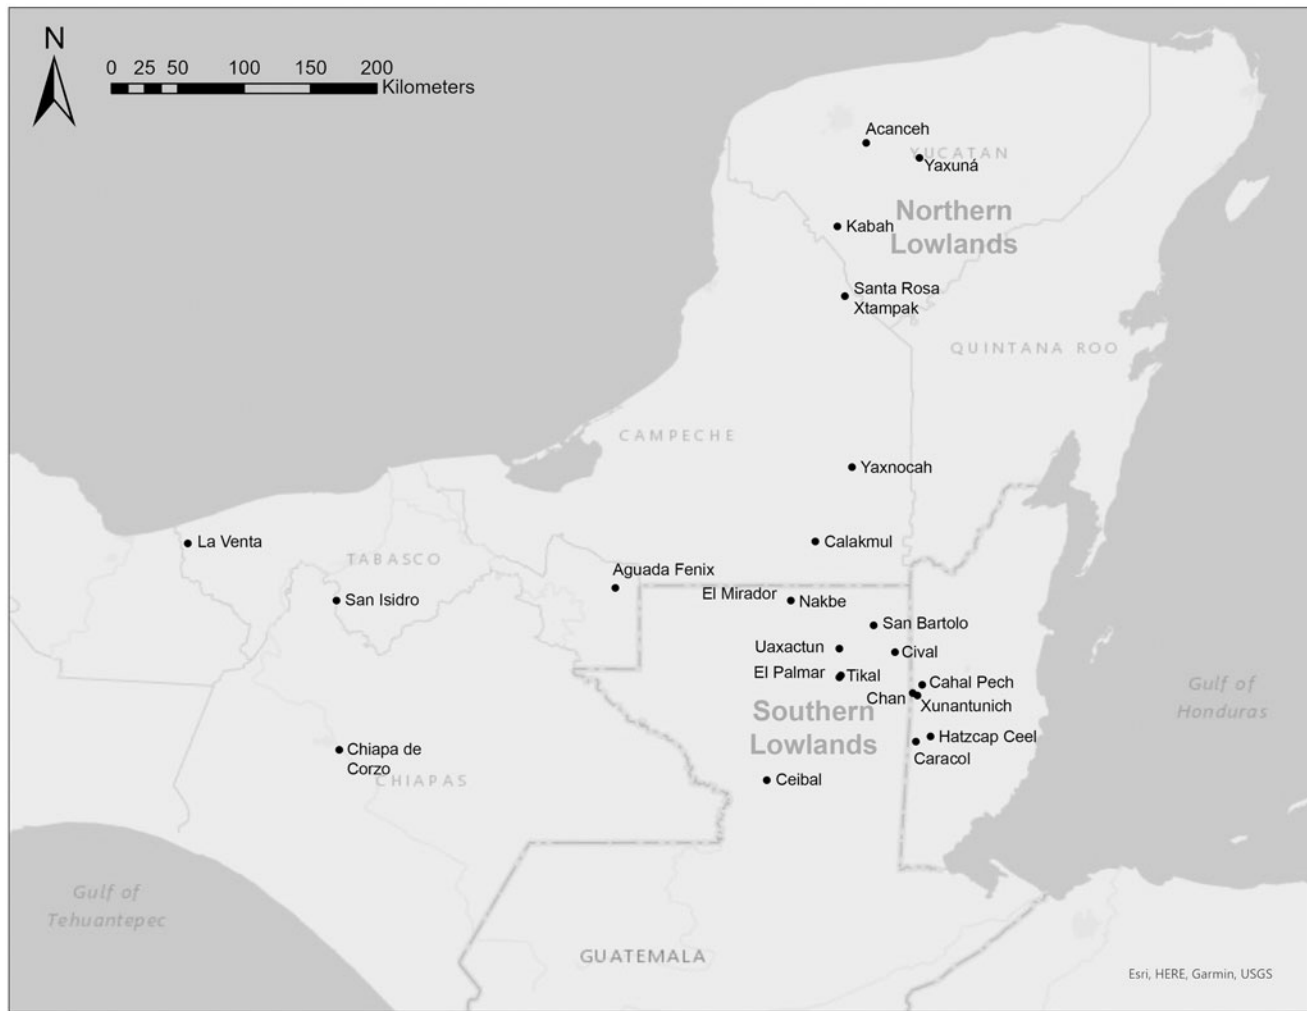 N
0 25 50 100 150 200
Kilometers
Acanceh
YUCATAN
Yaxuná
Northern
Lowlands
Kabah
Santa Rosa
Xtampak
QUINTANA ROO
CAMPECHE
Yaxnocah
La Venta
Calakmul
TABASCO
Aguada Fenix
San Isidro
El Mirador
Nakbe
San Bartolo
Uaxactun
Cival
El Palmar
Tikal
Cahal Pech
Chan
Xunantunich
Gulf of
Honduras
Southern
Lowlands
Hatzcap Ceel
Caracol
Chiapa de
Corzo
CHIAPAS
Ceibal
Gulf of
Tehuantepec
GUATEMALA
Esri, HERE, Garmin, USGS